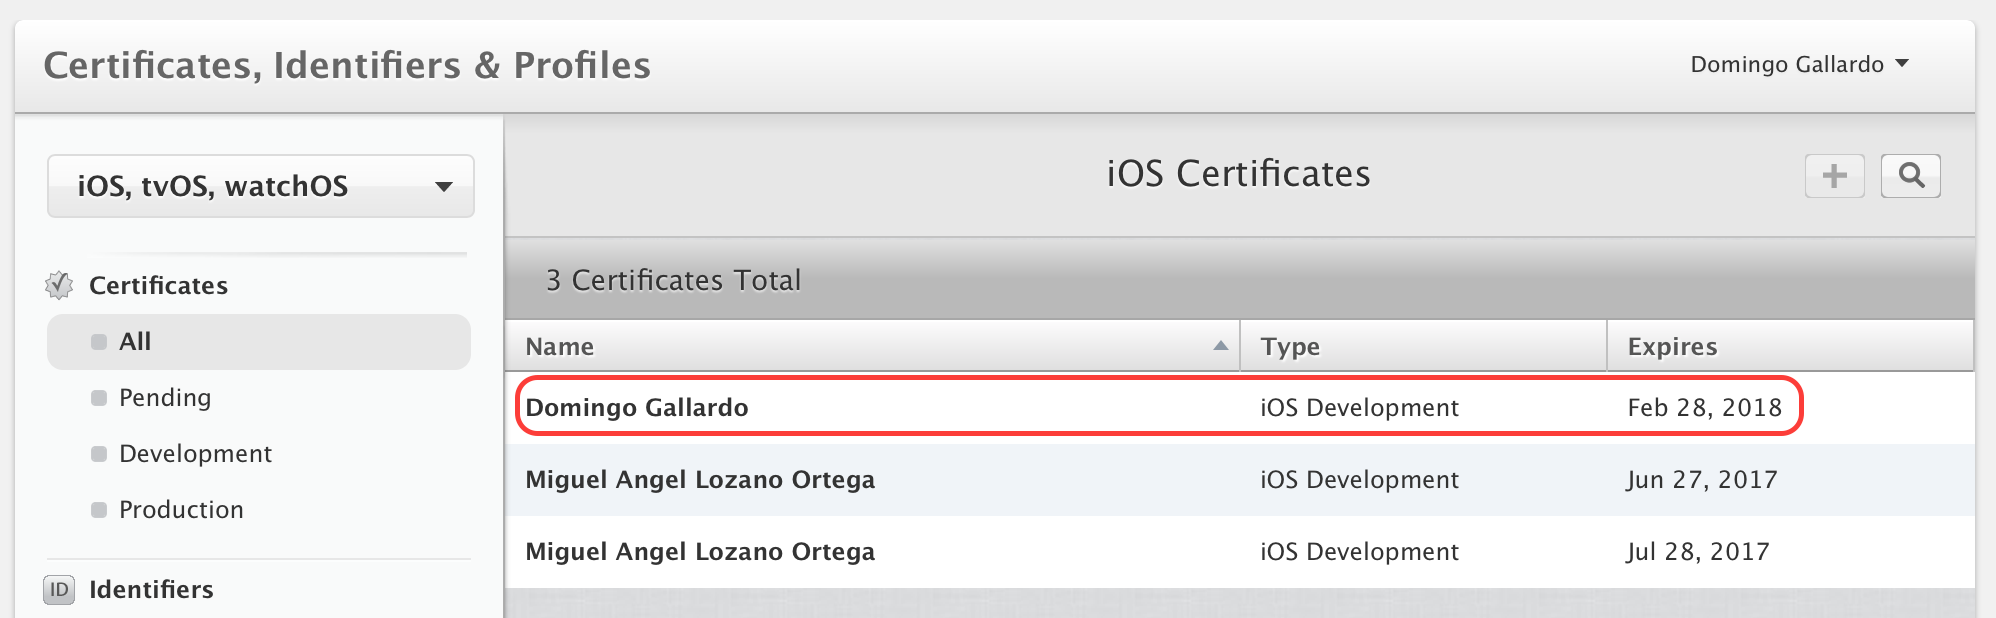 Certificates, Identifiers & Profiles
Domingo Gallardo
iOS, tvOS, watchOS
Certificates
All
Pending
Development
Production
ID Identifiers
iOS Certificates
3 Certificates Total
Name Type Expires
Domingo Gallardo iOS Development Feb 28, 2018
Miguel Angel Lozano Ortega iOS Development Jun 27, 2017
Miguel Angel Lozano Ortega iOS Development Jul 28, 2017